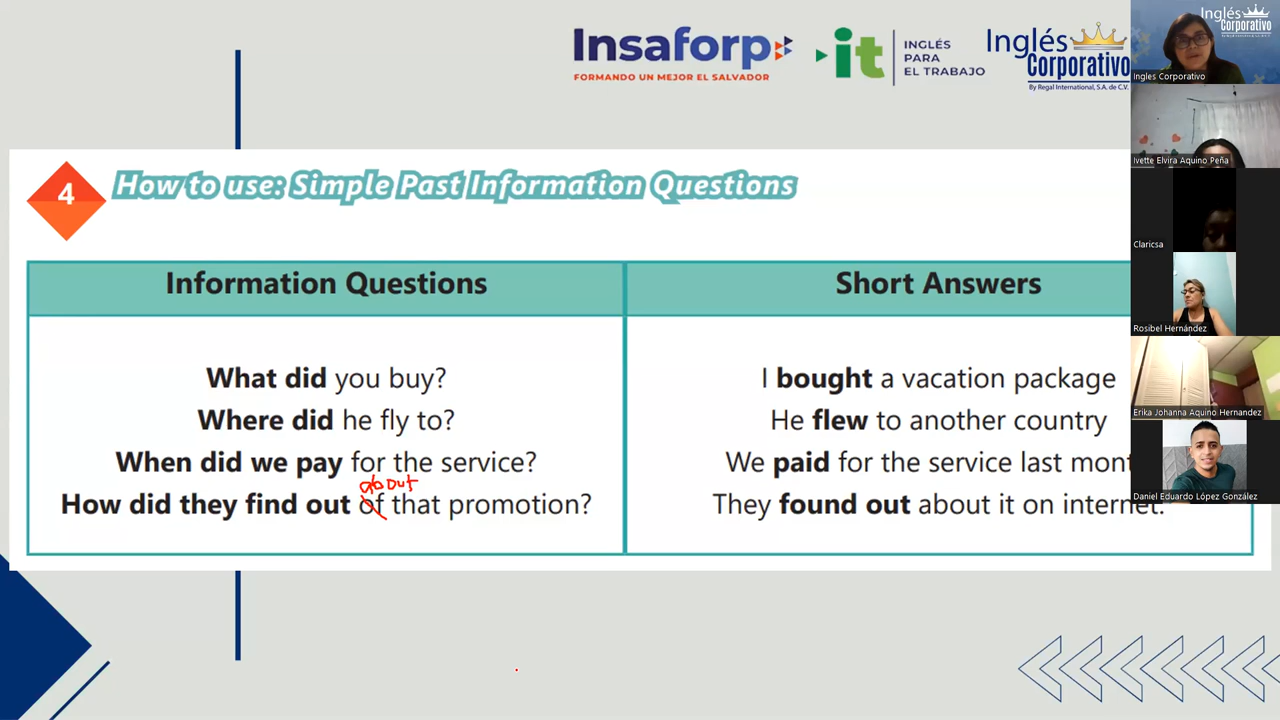 Insaforp
FORMANDO UN MEJOR EL SALVADOR
it
INGLÉS
PARA
EL TRABAJO
Inglés
Corporativo
By Regal International, S.A. de C.V.
4
How to use: Simple Past Information Questions
Information Questions
Short Answers
What did you buy?
I bought a vacation package
Where did he fly to?
He flew to another country
When did we pay for the service?
We paid for the service last mont
about
How did they find out of that promotion?
They found out about it on internet.
Inglés
Corporativo
Ingles Corporativo
Ivette Elvira Aquino Peña
Claricsa
Rosibel Hernández
Erika Johanna Aquino Hernandez
Daniel Eduardo López González